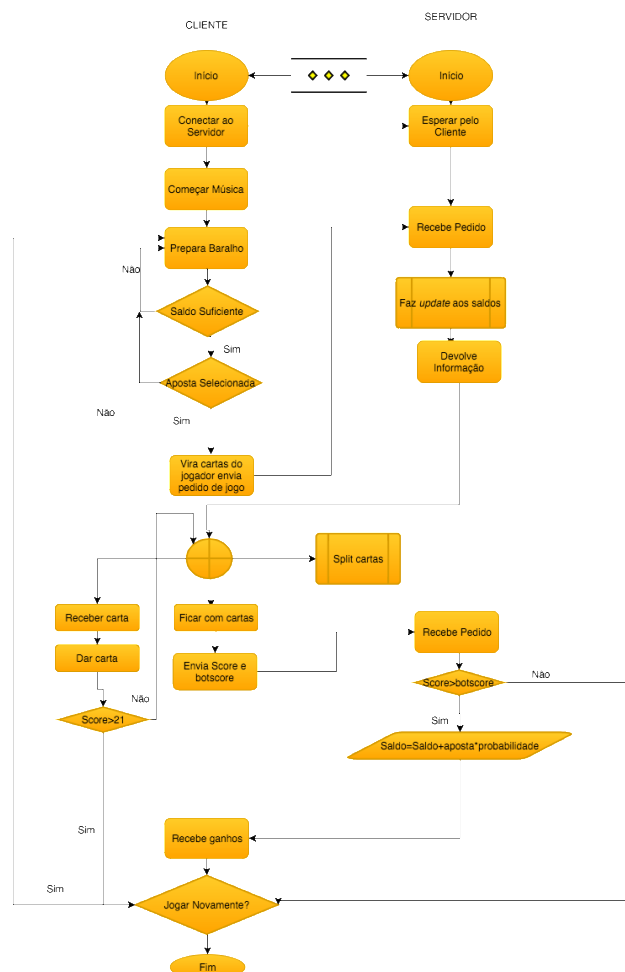 CLIENTE
SERVIDOR
Início
Início
Conectar ao
Servidor
Esperar pelo
Cliente
Começar Música
Prepara Baralho
Recebe Pedido
Não
Saldo Suficiente
Faz update aos saldos
Sim
Devolve
Informação
Aposta Selecionada
Não
Sim
Vira cartas do
jogador envia
pedido de jogo
Split cartas
Receber carta
Ficar com cartas
Recebe Pedido
Dar carta
Envia Score e
botscore
Score>botscore
Não
Não
Score>21
Sim
Saldo=Saldo+aposta*probabilidade
Sim
Recebe ganhos
Sim
Jogar Novamente?
Fim